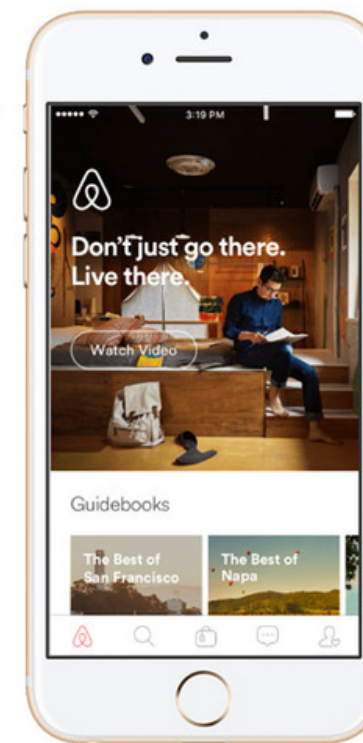 3:19 PM
Don't just go there.
Live there.
Watch Video
Guidebooks
The Best of
San Francisco
The Best of
Napa